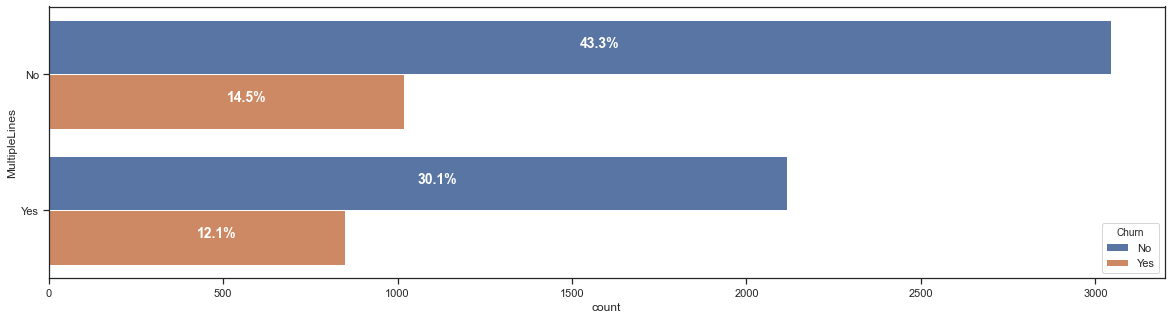 43.3%
No
14.5%
MultipleLines
30.1%
Yes
12.1%
Churn
No
Yes
0 500 1000 1500 2000 2500 3000
count